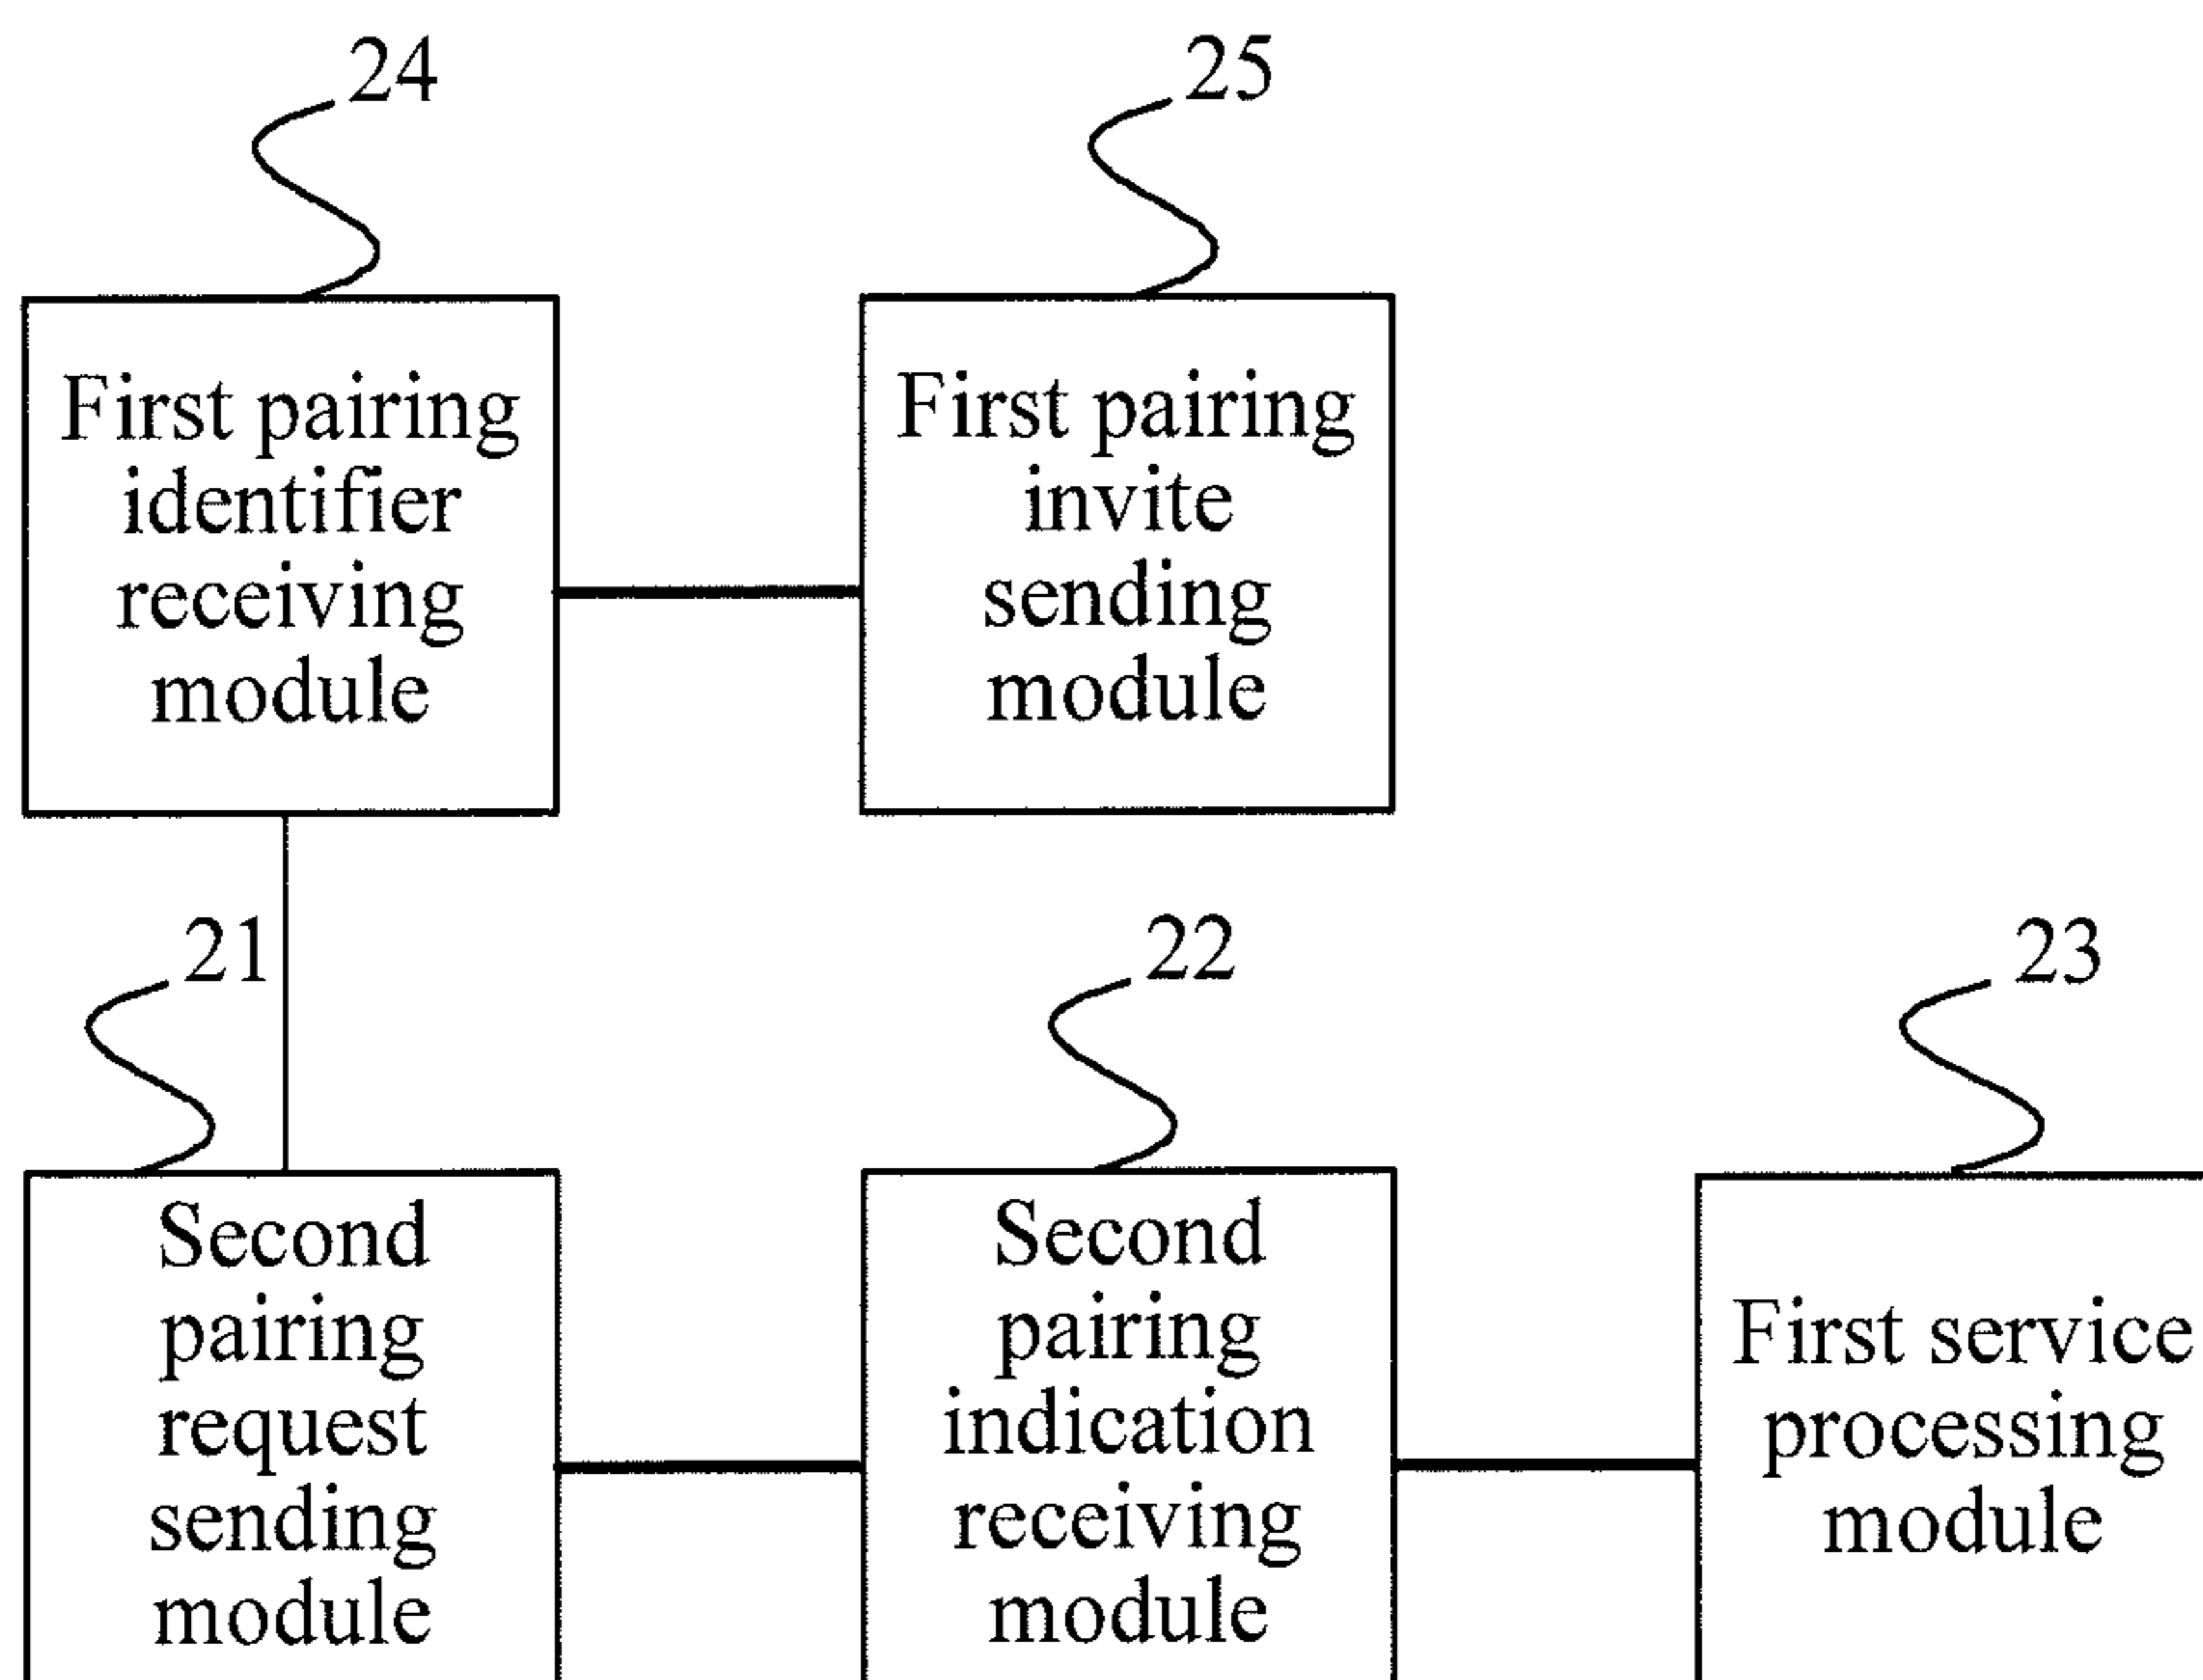 24
25
First pairing
identifier
receiving
module
First pairing
invite
sending
module
21
22
23
Second
pairing
request
sending
module
Second
pairing
indication
receiving
module
First service
processing
module